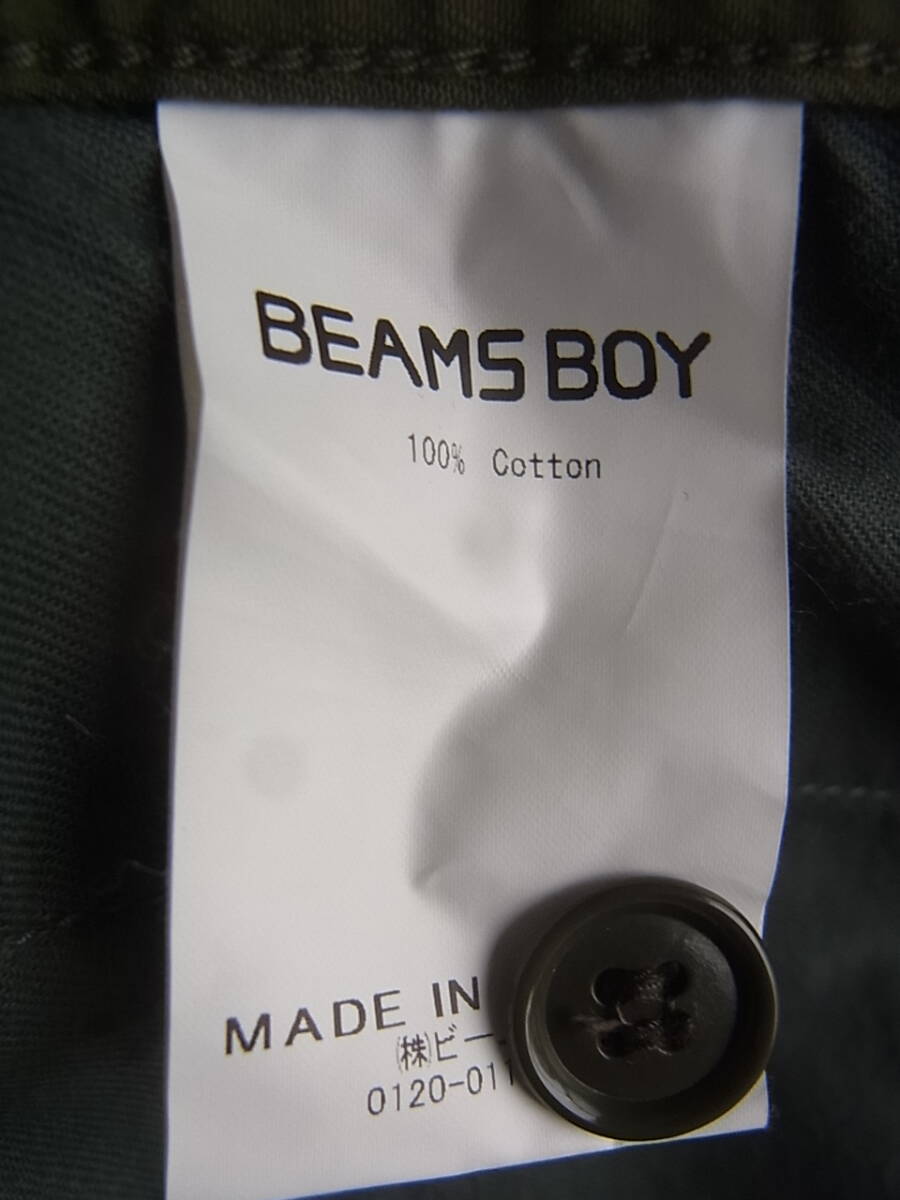 BEAMS BOY
100% Cotton
MADE IN
㈱ビー
0120-011